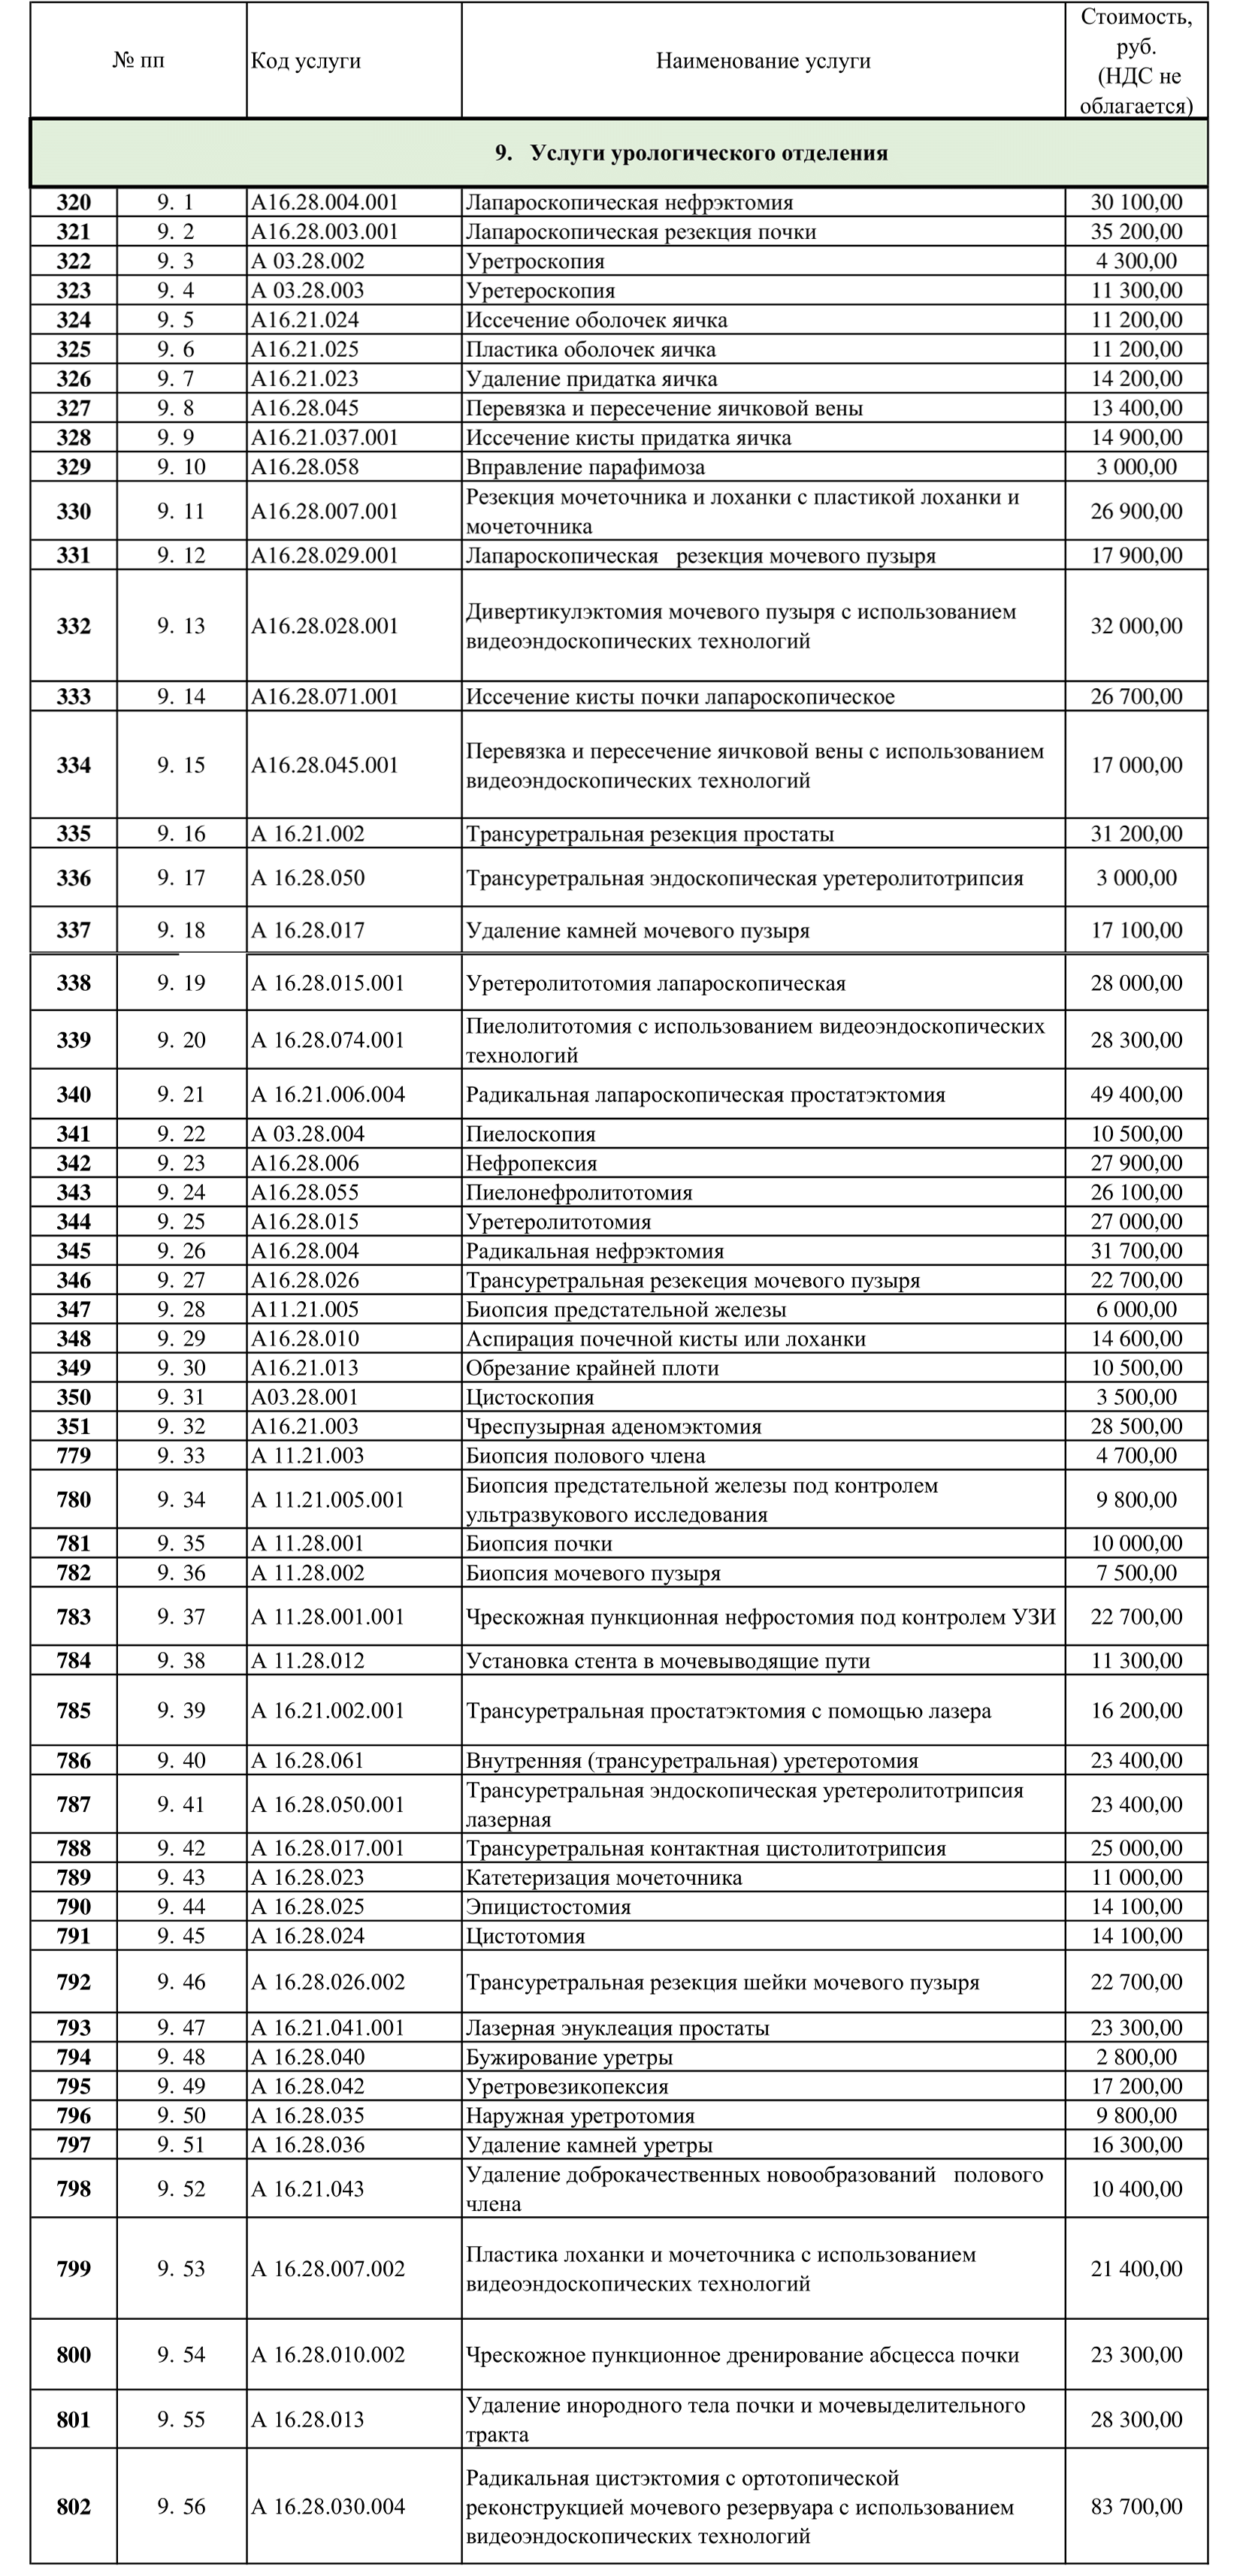 № пп Код услуги Наименование услуги Стоимость, руб. (НДС не облагается)
9. Услуги урологического отделения
320 9. 1 А16.28.004.001 Лапароскопическая нефрэктомия 30 100,00
321 9. 2 А16.28.003.001 Лапароскопическая резекция почки 35 200,00
322 9. 3 А 03.28.002 Уретроскопия 4 300,00
323 9. 4 А 03.28.003 Уретероскопия 11 300,00
324 9. 5 А16.21.024 Иссечение оболочек яичка 11 200,00
325 9. 6 А16.21.025 Пластика оболочек яичка 11 200,00
326 9. 7 А16.21.023 Удаление придатка яичка 14 200,00
327 9. 8 А16.28.045 Перевязка и пересечение яичковой вены 13 400,00
328 9. 9 А16.21.037.001 Иссечение кисты придатка яичка 14 900,00
329 9. 10 А16.28.058 Вправление парафимоза 3 000,00
330 9. 11 А16.28.007.001 Резекция мочеточника и лоханки с пластикой лоханки и
мочеточника 26 900,00
331 9. 12 А16.28.029.001 Лапароскопическая резекция мочевого пузыря 17 900,00
332 9. 13 А16.28.028.001 Дивертикулэктомия мочевого пузыря с использованием
видеоэндоскопических технологий 32 000,00
333 9. 14 А16.28.071.001 Иссечение кисты почки лапароскопическое 26 700,00
334 9. 15 А16.28.045.001 Перевязка и пересечение яичковой вены с использованием
видеоэндоскопических технологий 17 000,00
335 9. 16 А 16.21.002 Трансуретральная резекция простаты 31 200,00
336 9. 17 А 16.28.050 Трансуретральная эндоскопическая уретеролитотрипсия 3 000,00
337 9. 18 А 16.28.017 Удаление камней мочевого пузыря 17 100,00
338 9. 19 А 16.28.015.001 Уретеролитотомия лапароскопическая 28 000,00
339 9. 20 А 16.28.074.001 Пиелолитотомия с использованием видеоэндоскопических
технологий 28 300,00
340 9. 21 А 16.21.006.004 Радикальная лапароскопическая простатэктомия 49 400,00
341 9. 22 А 03.28.004 Пиелоскопия 10 500,00
342 9. 23 А16.28.006 Нефропексия 27 900,00
343 9. 24 А16.28.055 Пиелонефролитотомия 26 100,00
344 9. 25 А16.28.015 Уретеролитотомия 27 000,00
345 9. 26 А16.28.004 Радикальная нефрэктомия 31 700,00
346 9. 27 А16.28.026 Трансуретральная резекеция мочевого пузыря 22 700,00
347 9. 28 А11.21.005 Биопсия предстательной железы 6 000,00
348 9. 29 А16.28.010 Аспирация почечной кисты или лоханки 14 600,00
349 9. 30 А16.21.013 Обрезание крайней плоти 10 500,00
350 9. 31 А03.28.001 Цистоскопия 3 500,00
351 9. 32 А16.21.003 Чреспузырная аденомэктомия 28 500,00
779 9. 33 А 11.21.003 Биопсия полового члена 4 700,00
780 9. 34 А 11.21.005.001 Биопсия предстательной железы под контролем
ультразвукового исследования 9 800,00
781 9. 35 А 11.28.001 Биопсия почки 10 000,00
782 9. 36 А 11.28.002 Биопсия мочевого пузыря 7 500,00
783 9. 37 А 11.28.001.001 Чрескожная пункционная нефростомия под контролем УЗИ 22 700,00
784 9. 38 А 11.28.012 Установка стента в мочевыводящие пути 11 300,00
785 9. 39 А 16.21.002.001 Трансуретральная простатэктомия с помощью лазера 16 200,00
786 9. 40 А 16.28.061 Внутренняя (трансуретральная) уретеротомия 23 400,00
787 9. 41 А 16.28.050.001 Трансуретральная эндоскопическая уретеролитотрипсия
лазерная 23 400,00
788 9. 42 А 16.28.017.001 Трансуретральная контактная цистолитотрипсия 25 000,00
789 9. 43 А 16.28.023 Катетеризация мочеточника 11 000,00
790 9. 44 А 16.28.025 Эпицистостомия 14 100,00
791 9. 45 А 16.28.024 Цистотомия 14 100,00
792 9. 46 А 16.28.026.002 Трансуретральная резекция шейки мочевого пузыря 22 700,00
793 9. 47 А 16.21.041.001 Лазерная энуклеация простаты 23 300,00
794 9. 48 А 16.28.040 Бужирование уретры 2 800,00
795 9. 49 А 16.28.042 Уретровезикопексия 17 200,00
796 9. 50 А 16.28.035 Наружная уретротомия 9 800,00
797 9. 51 А 16.28.036 Удаление камней уретры 16 300,00
798 9. 52 А 16.21.043 Удаление доброкачественных новообразований полового
члена 10 400,00
799 9. 53 А 16.28.007.002 Пластика лоханки и мочеточника с использованием
видеоэндоскопических технологий 21 400,00
800 9. 54 А 16.28.010.002 Чрескожное пункционное дренирование абсцесса почки 23 300,00
801 9. 55 А 16.28.013 Удаление инородного тела почки и мочевыделительного
тракта 28 300,00
802 9. 56 А 16.28.030.004 Радикальная цистэктомия с ортотопической
реконструкцией мочевого резервуара с использованием
видеоэндоскопических технологий 83 700,00